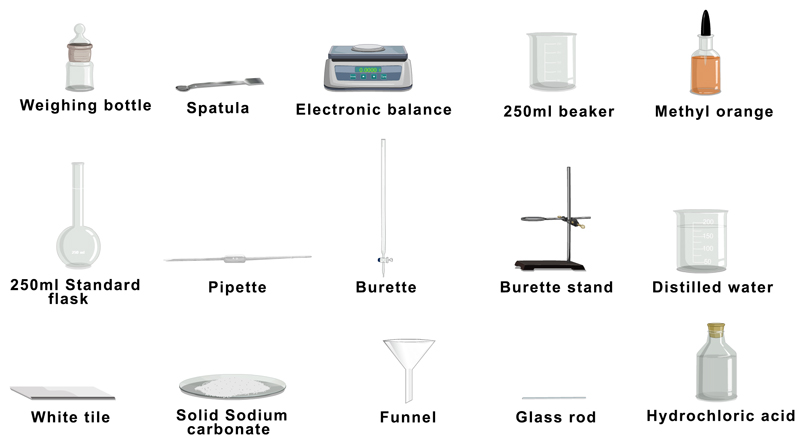 Weighing bottle
Spatula
Electronic balance
250ml beaker
Methyl orange
250ml Standard
flask
Pipette
Burette
Burette stand
Distilled water
White tile
Solid Sodium
carbonate
Funnel
Glass rod
Hydrochloric acid